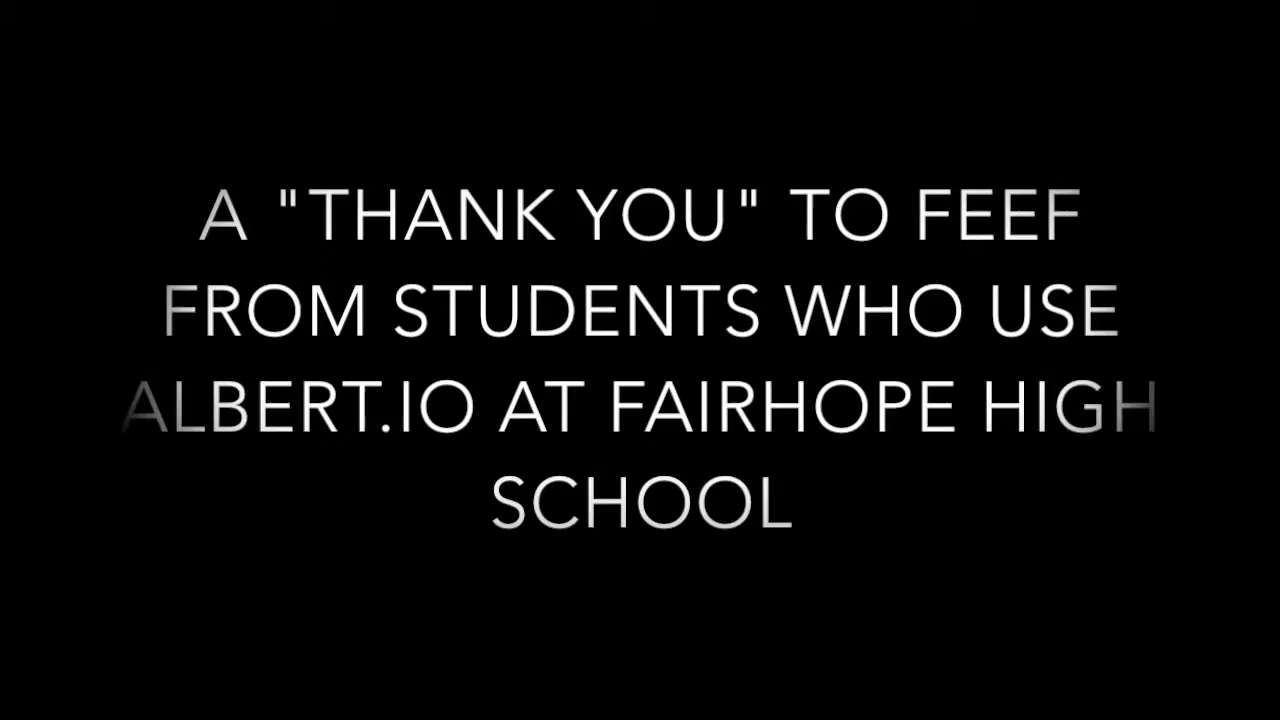 A "THANK YOU" TO FEEF
FROM STUDENTS WHO USE
ALBERT.IO AT FAIRHOPE HIGH
SCHOOL